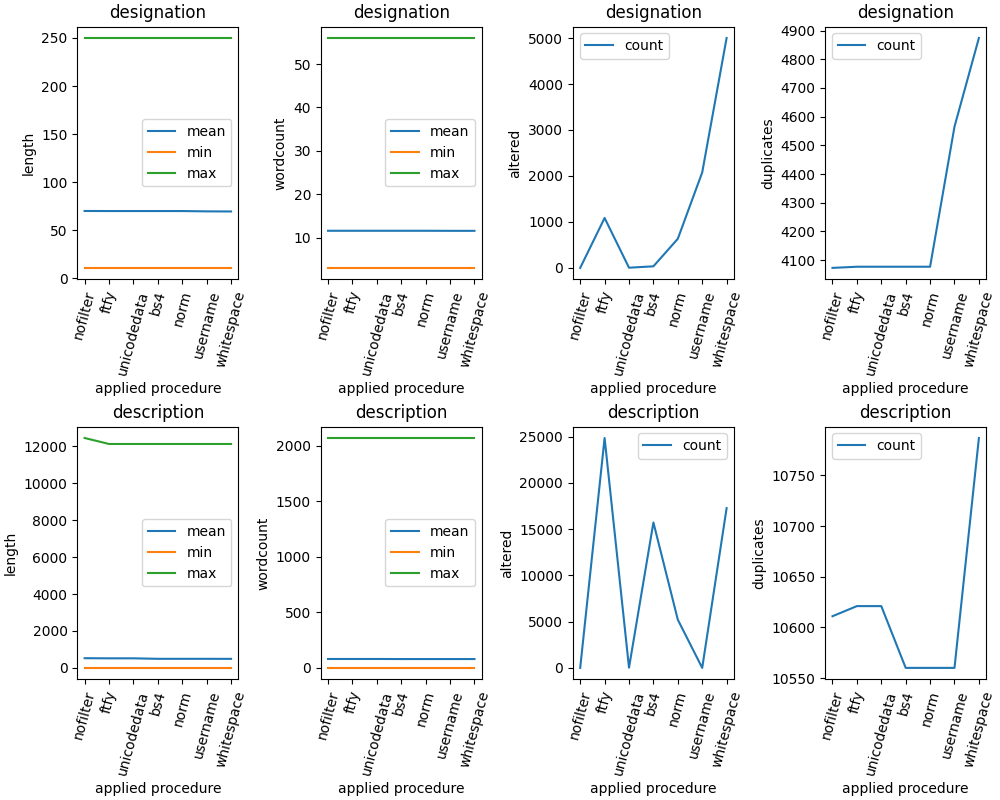 designation
length
250
200
150
100
50
0
mean
min
max
nofilter
ftfy
unicodedata
bs4
norm
username
whitespace
applied procedure
designation
wordcount
50
40
30
20
10
mean
min
max
nofilter
ftfy
unicodedata
bs4
norm
username
whitespace
applied procedure
designation
altered
5000
4000
3000
2000
1000
0
count
nofilter
ftfy
unicodedata
bs4
norm
username
whitespace
applied procedure
designation
duplicates
4900
4800
4700
4600
4500
4400
4300
4200
4100
count
nofilter
ftfy
unicodedata
bs4
norm
username
whitespace
applied procedure
description
length
12000
10000
8000
6000
4000
2000
0
mean
min
max
nofilter
ftfy
unicodedata
bs4
norm
username
whitespace
applied procedure
description
wordcount
2000
1500
1000
500
0
mean
min
max
nofilter
ftfy
unicodedata
bs4
norm
username
whitespace
applied procedure
description
altered
25000
20000
15000
10000
5000
0
count
nofilter
ftfy
unicodedata
bs4
norm
username
whitespace
applied procedure
description
duplicates
10750
10700
10650
10600
10550
count
nofilter
ftfy
unicodedata
bs4
norm
username
whitespace
applied procedure